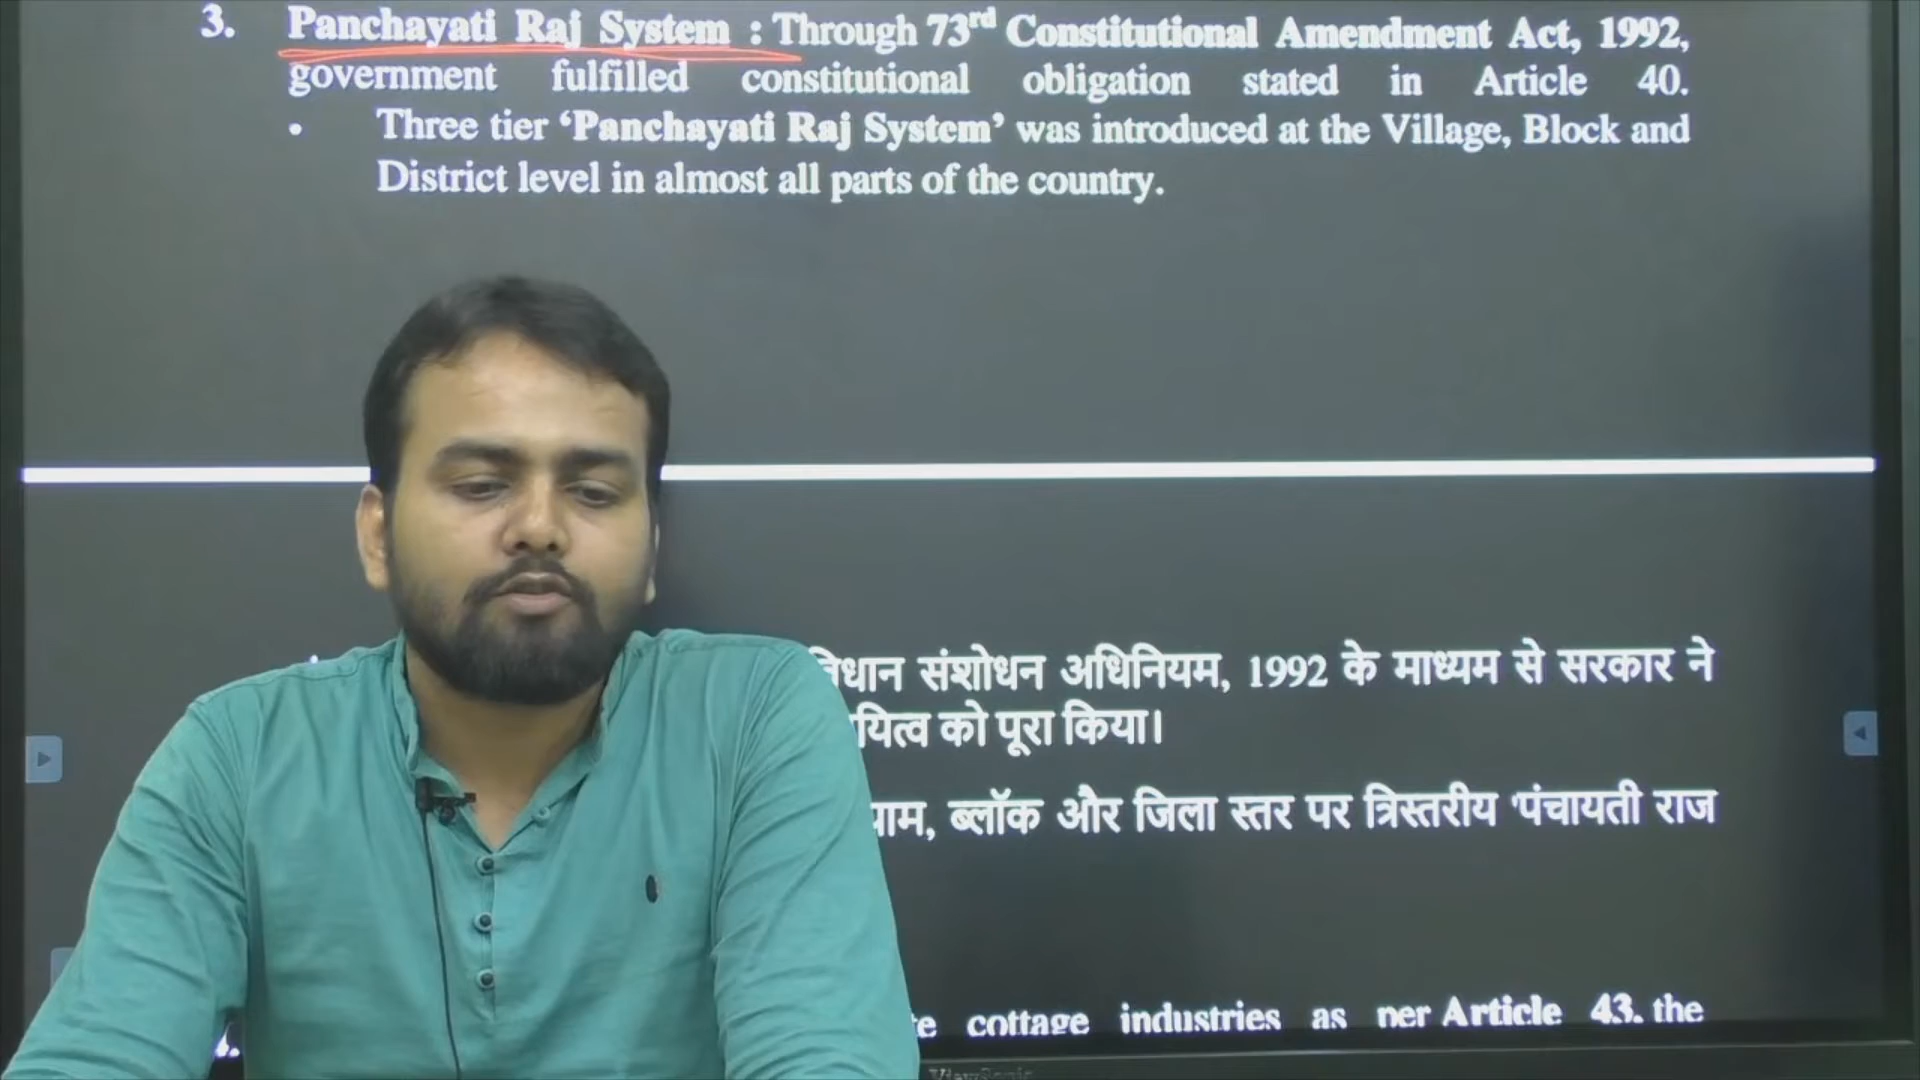 3. Panchayati Raj System : Through 73rd Constitutional Amendment Act, 1992,
government fulfilled constitutional obligation stated in Article 40.
• Three tier ‘Panchayati Raj System’ was introduced at the Village, Block and
District level in almost all parts of the country.
संशोधन अधिनियम, 1992 के माध्यम से सरकार ने
को पूरा किया।
ब्लॉक और जिला स्तर पर त्रिस्तरीय 'पंचायती राज
cottage industries as per Article 43. the
ViewSonic